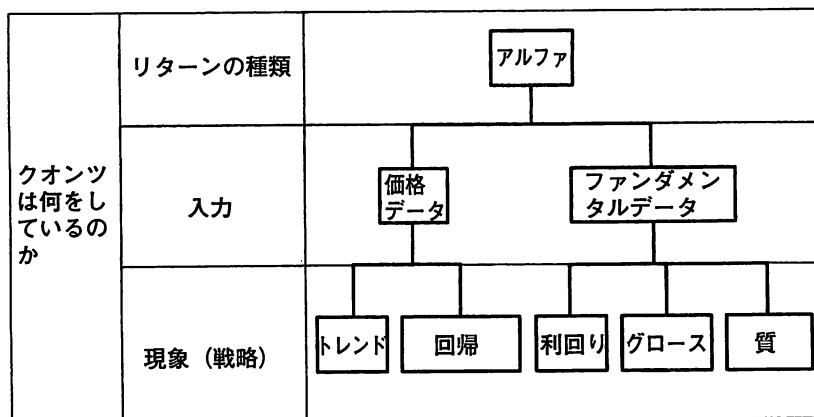 リターンの種類
アルファ
クオンツ
は何をし
ているの
か
入力
価格
データ
ファンダメン
タルデータ
現象（戦略）
トレンド
回帰
利回り
グロース
質